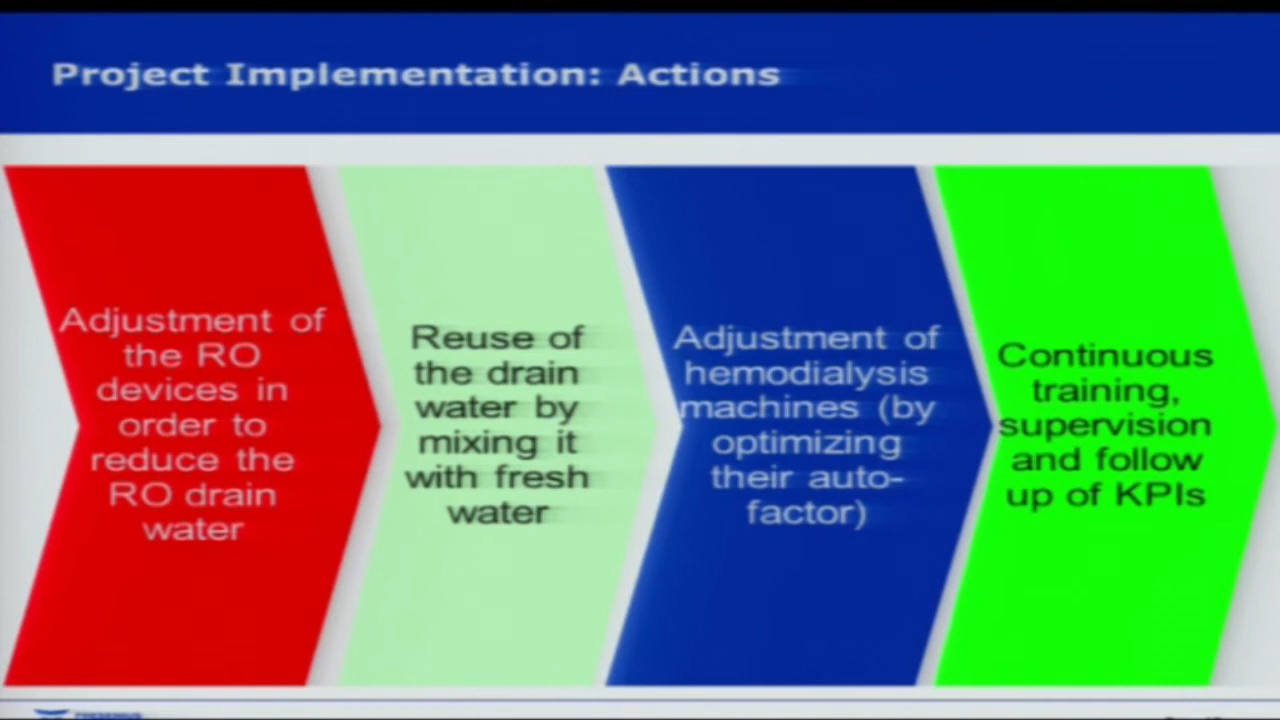 Project Implementation: Actions
Adjustment of
the RO
devices in
order to
reduce the
RO drain
water
Reuse of
the drain
water by
mixing it
with fresh
water
Adjustment of
hemodialysis
machines (by
optimizing
their auto-
factor)
Continuous
training,
supervision
and follow
up of KPIs